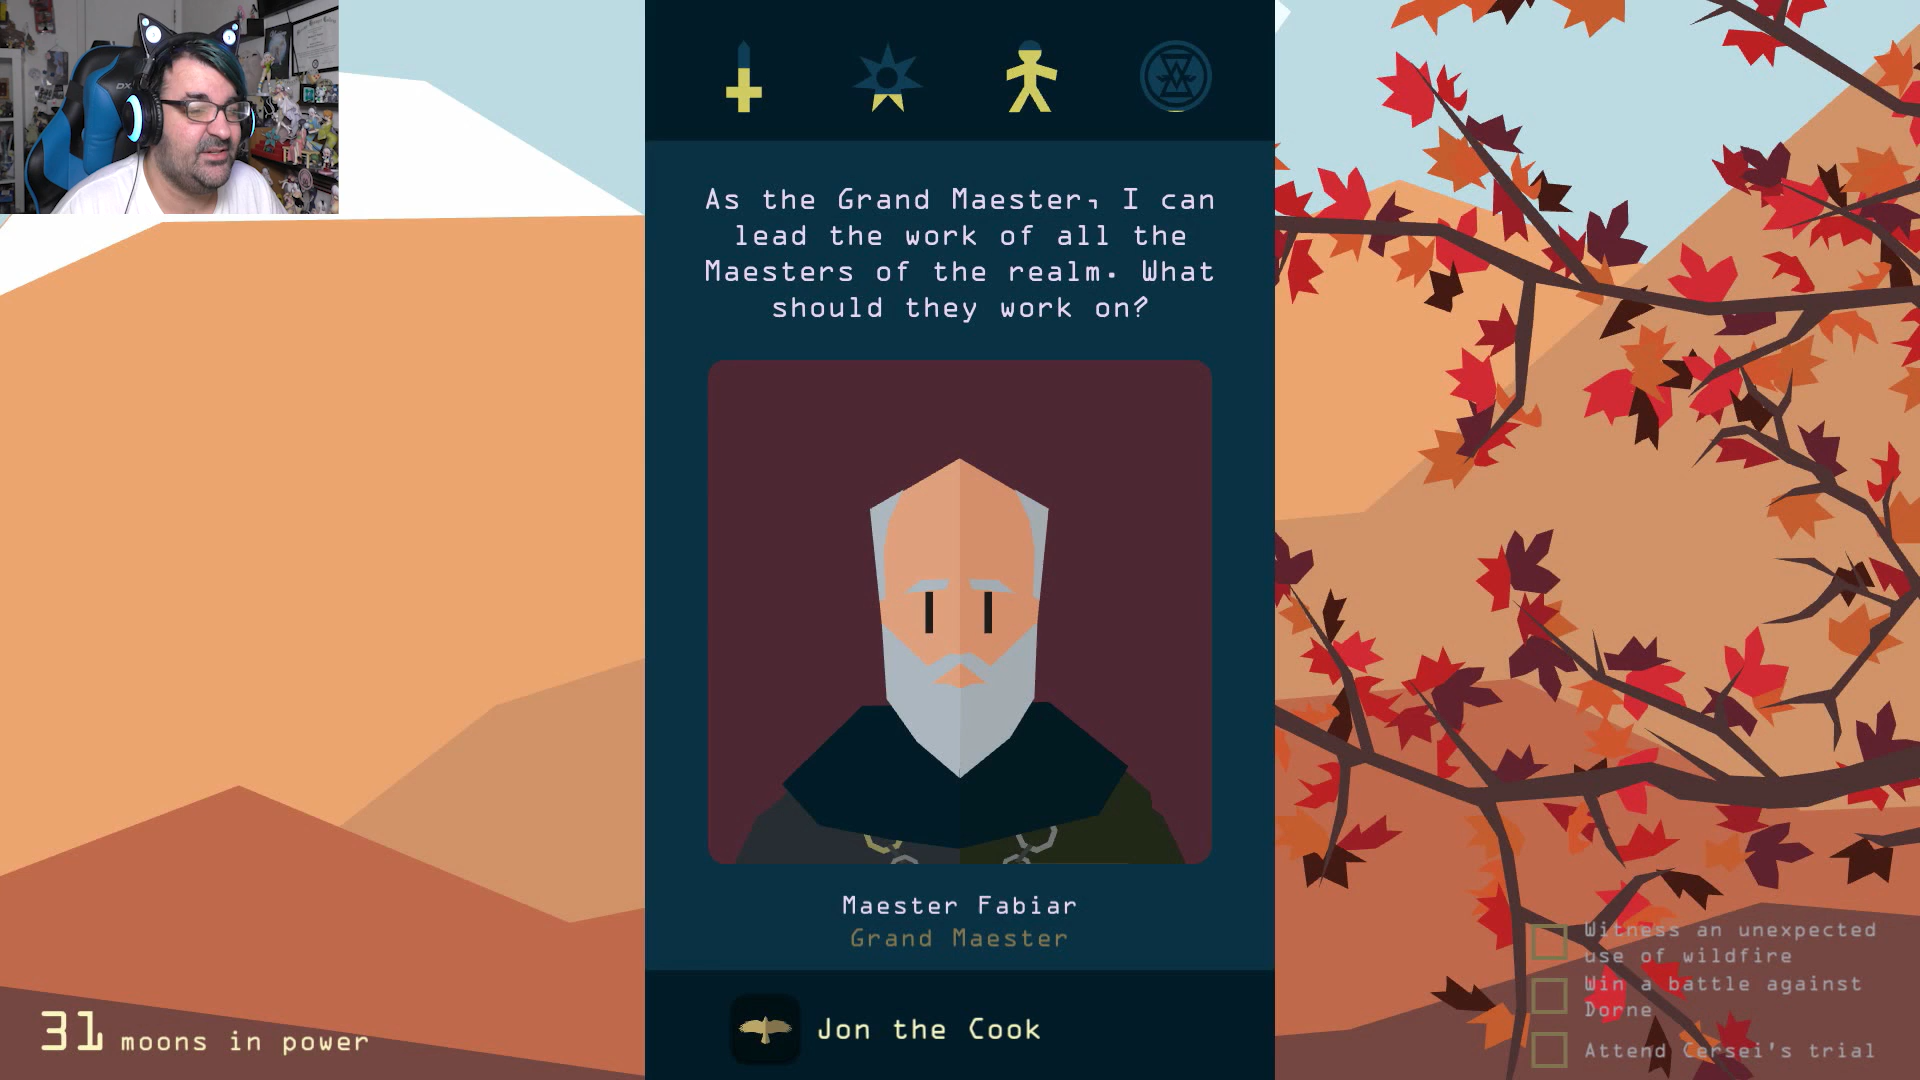 As the Grand Maester, I can
lead the work of all the
Maesters of the realm. What
should they work on?
Maester Fabiar
Grand Maester
Jon the Cook
31 moons in power
Witness an unexpected
use of wildfire
Win a battle against
Dorne
Attend Cersei's trial
DX